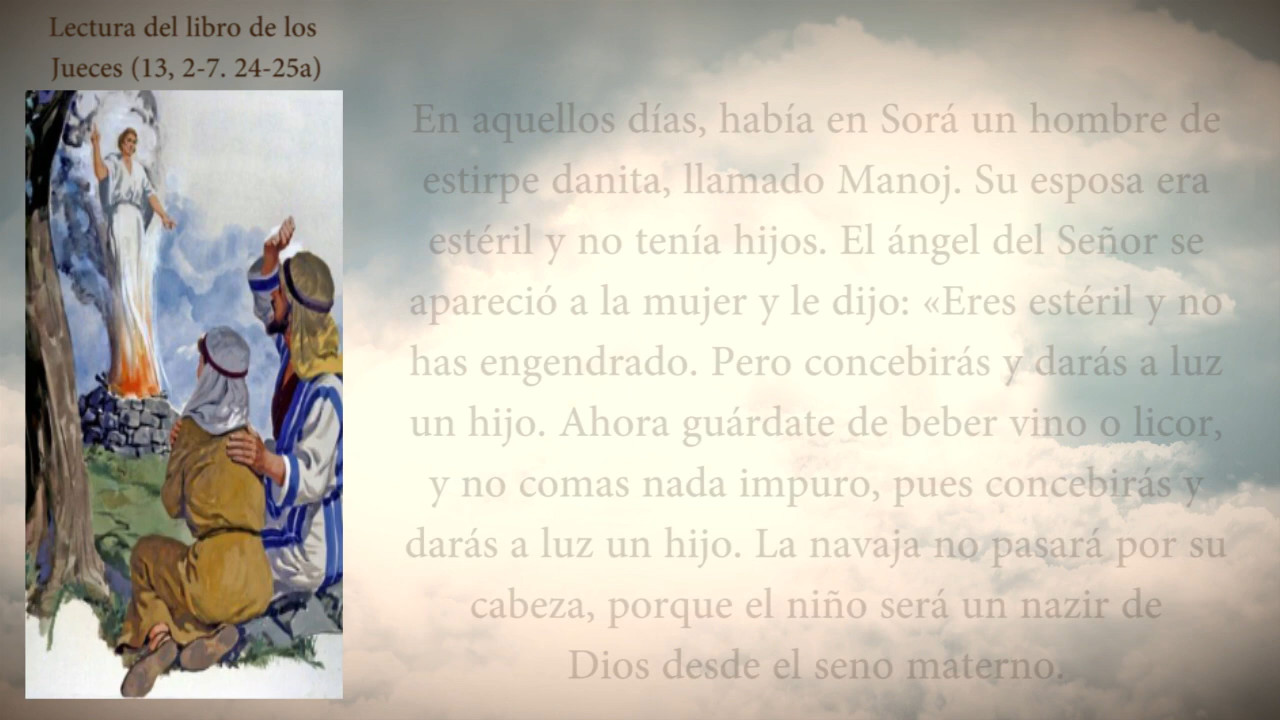 Lectura del libro de los
Jueces (13, 2-7. 24-25a)
En aquellos días, había en Sorá un hombre de
estirpe danita, llamado Manoj. Su esposa era
estéril y no tenía hijos. El ángel del Señor se
apareció a la mujer y le dijo: «Eres estéril y no
has engendrado. Pero concebirás y darás a luz
un hijo. Ahora guárdate de beber vino o licor,
y no comas nada impuro, pues concebirás y
darás a luz un hijo. La navaja no pasará por su
cabeza, porque el niño será un nazir de
Dios desde el seno materno.